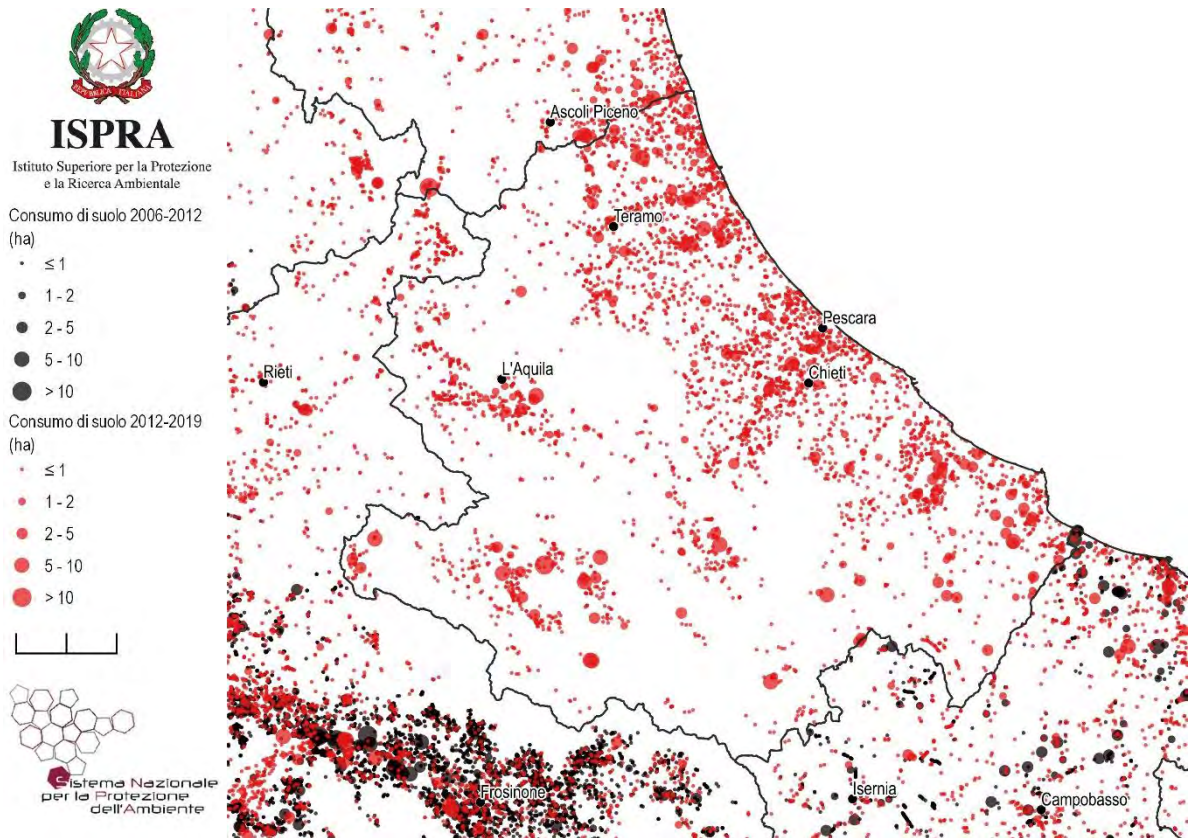 REPVBBLICA ITALIANA
ISPRA
Istituto Superiore per la Protezione
e la Ricerca Ambientale
Consumo di suolo 2006-2012
(ha)
≤ 1
1 - 2
2 - 5
5 - 10
> 10
Consumo di suolo 2012-2019
(ha)
≤ 1
1 - 2
2 - 5
5 - 10
> 10
Sistema Nazionale
per la Protezione
dell'Ambiente
Ascoli Piceno
Teramo
Pescara
L'Aquila
Rieti
Chieti
Frosinone
Isernia
Campobasso